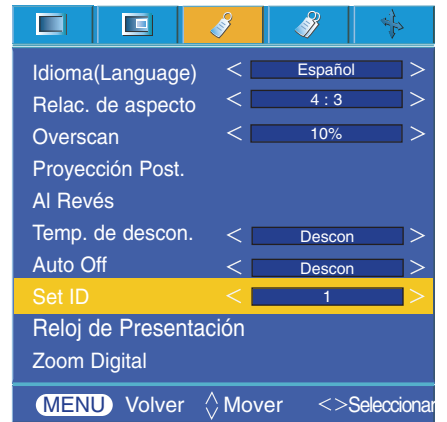 Idioma(Language) < Español >
Relac. de aspecto < 4 : 3 >
Overscan < 10% >
Proyección Post.
Al Revés
Temp. de descon. < Descon >
Auto Off < Descon >
Set ID < 1 >
Reloj de Presentación
Zoom Digital
MENU Volver Mover <>Seleccionar